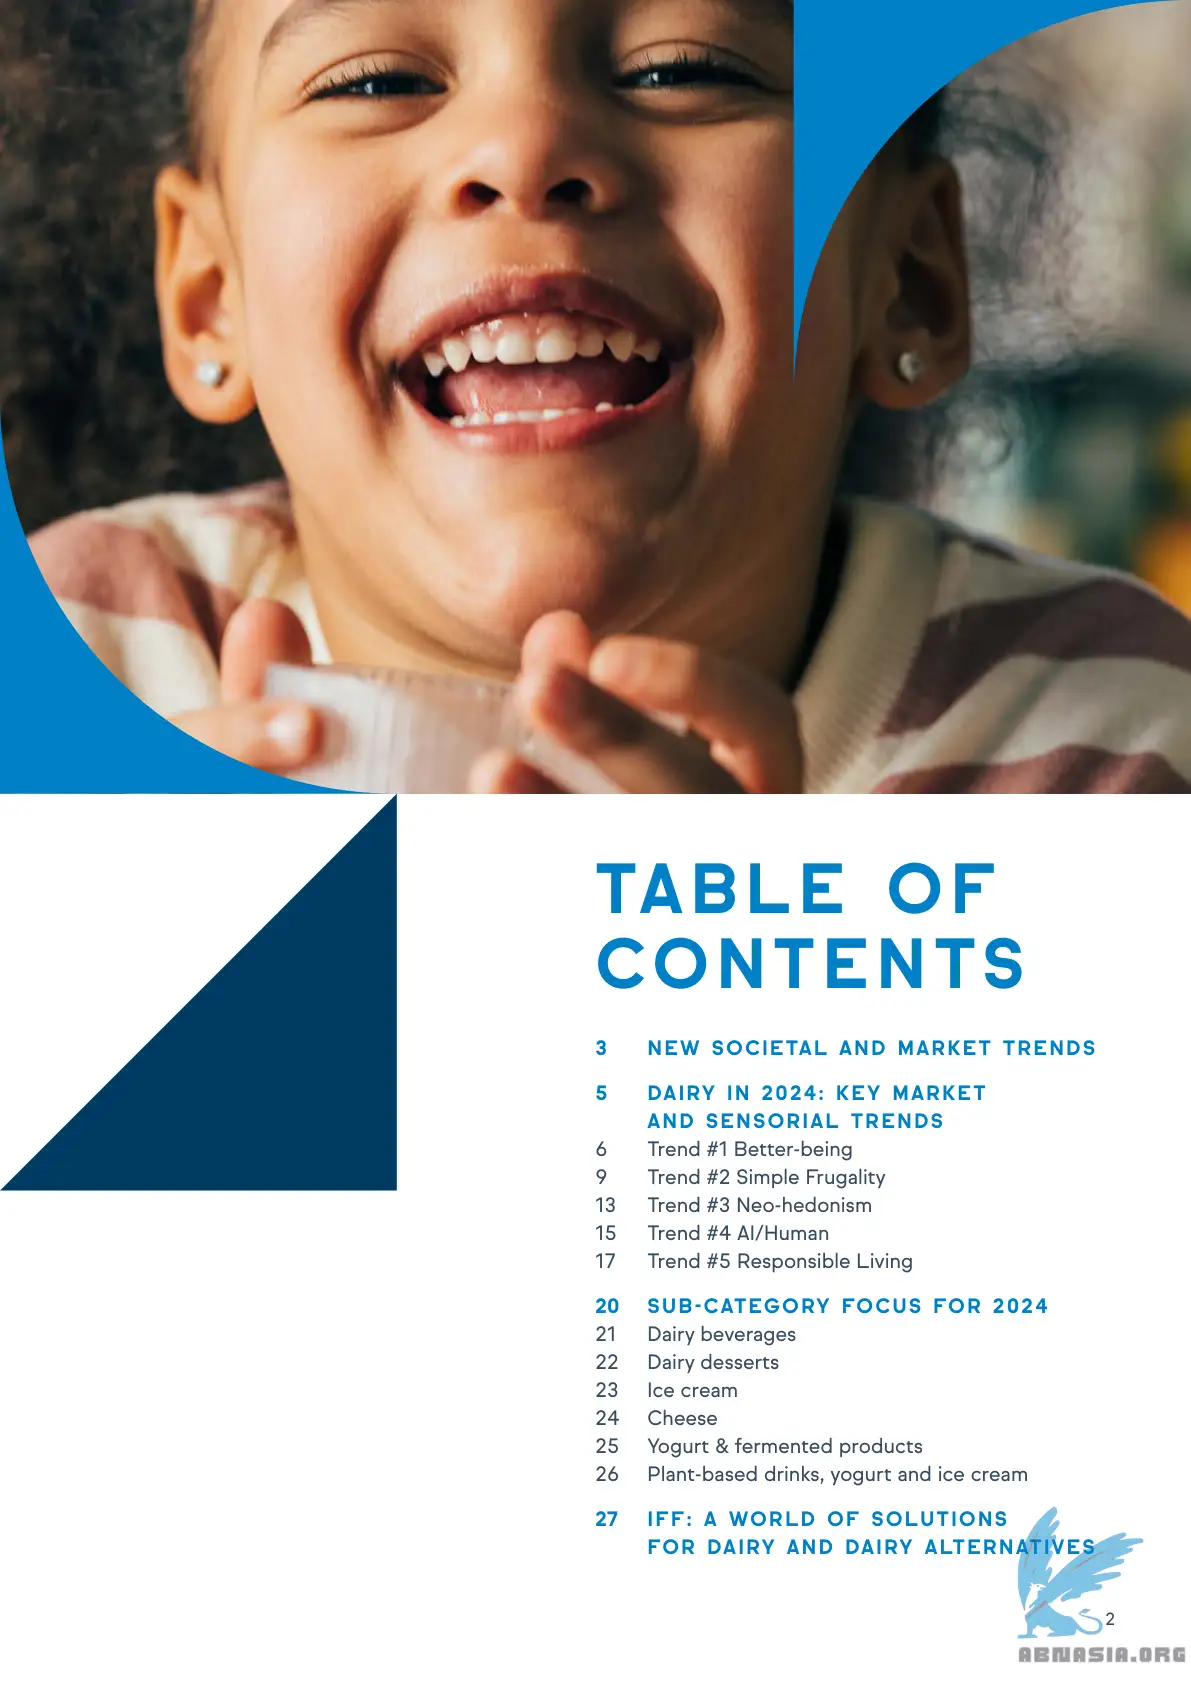 TABLE OF
CONTENTS
3 NEW SOCIETAL AND MARKET TRENDS
5 DAIRY IN 2024: KEY MARKET
AND SENSORIAL TRENDS
6 Trend #1 Better-being
9 Trend #2 Simple Frugality
13 Trend #3 Neo-hedonism
15 Trend #4 AI/Human
17 Trend #5 Responsible Living
20 SUB-CATEGORY FOCUS FOR 2024
21 Dairy beverages
22 Dairy desserts
23 Ice cream
24 Cheese
25 Yogurt & fermented products
26 Plant-based drinks, yogurt and ice cream
27 IFF: A WORLD OF SOLUTIONS
FOR DAIRY AND DAIRY ALTERNATIVES
2
ABNASIA.ORG